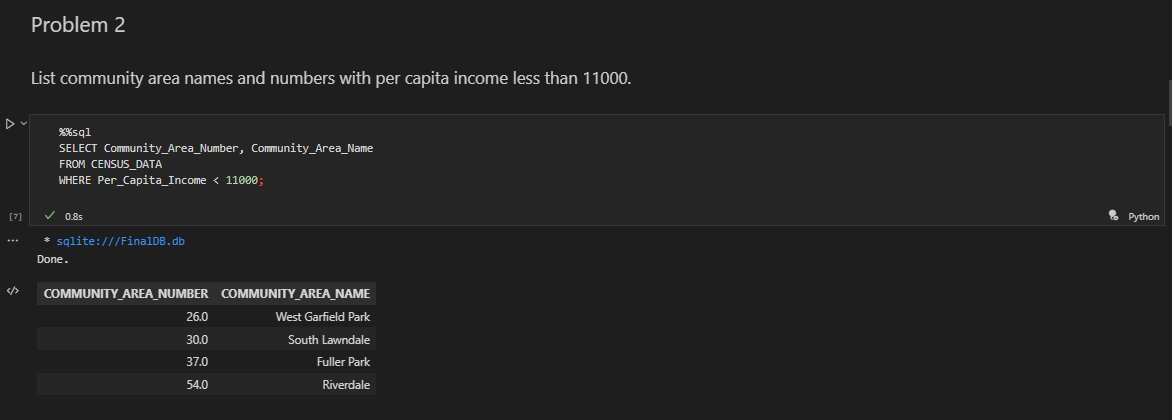 Problem 2
List community area names and numbers with per capita income less than 11000.
%%sql
SELECT Community_Area_Number, Community_Area_Name
FROM CENSUS_DATA
WHERE Per_Capita_Income < 11000;
[7] 0.8s Python
* sqlite:///FinalDB.db
Done.
COMMUNITY_AREA_NUMBER COMMUNITY_AREA_NAME
26.0 West Garfield Park
30.0 South Lawndale
37.0 Fuller Park
54.0 Riverdale